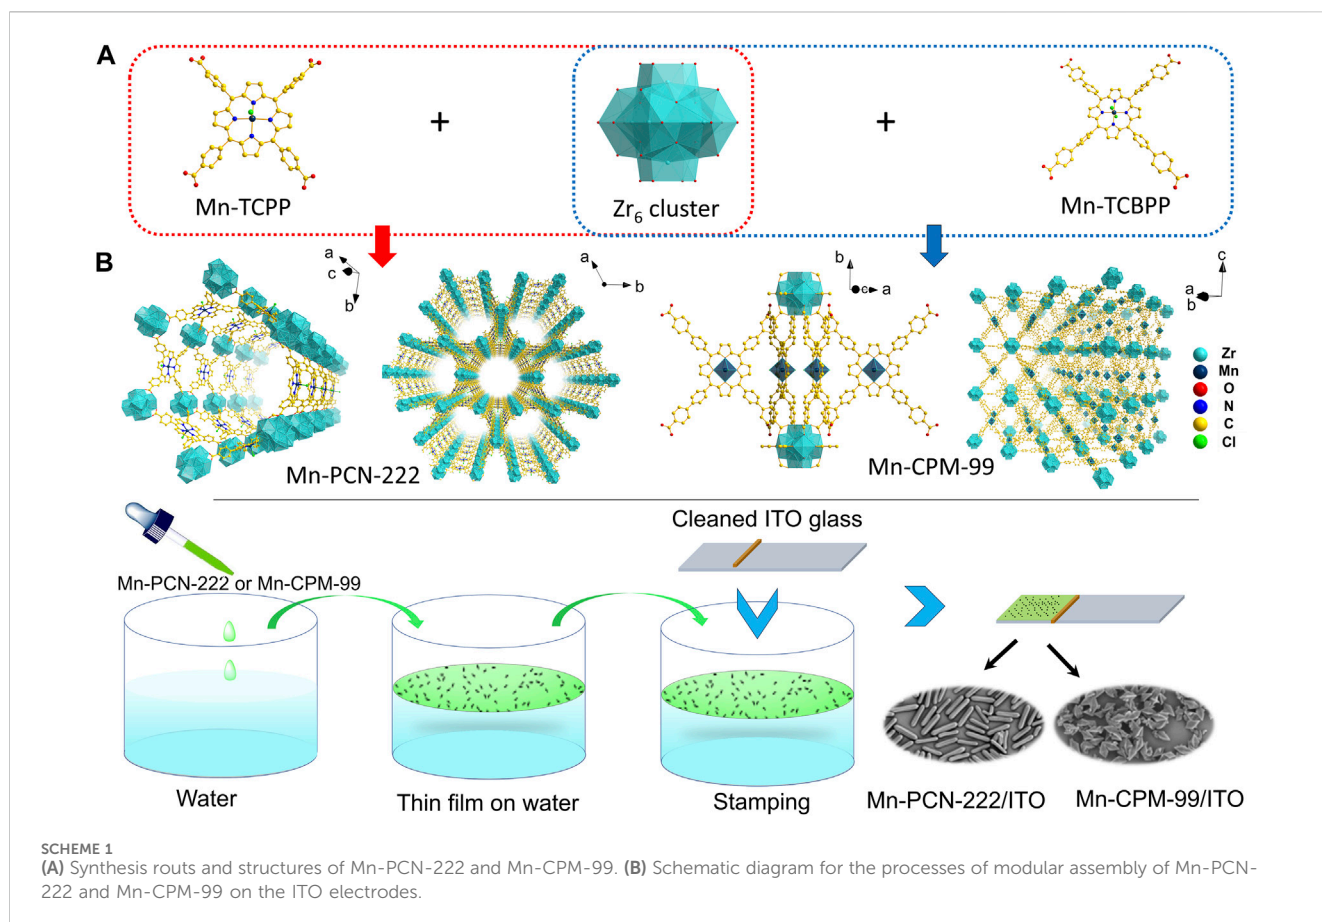 A
+
+
Mn-TCPP
Zr₆ cluster
Mn-TCBPP
B
a
c
b
a
b
b
c
a
c
a
b
Zr
Mn
O
N
C
Cl
Mn-PCN-222
Mn-CPM-99
Cleaned ITO glass
Mn-PCN-222 or Mn-CPM-99
Water
Thin film on water
Stamping
Mn-PCN-222/ITO
Mn-CPM-99/ITO
SCHEME 1
(A) Synthesis routs and structures of Mn-PCN-222 and Mn-CPM-99. (B) Schematic diagram for the processes of modular assembly of Mn-PCN-
222 and Mn-CPM-99 on the ITO electrodes.